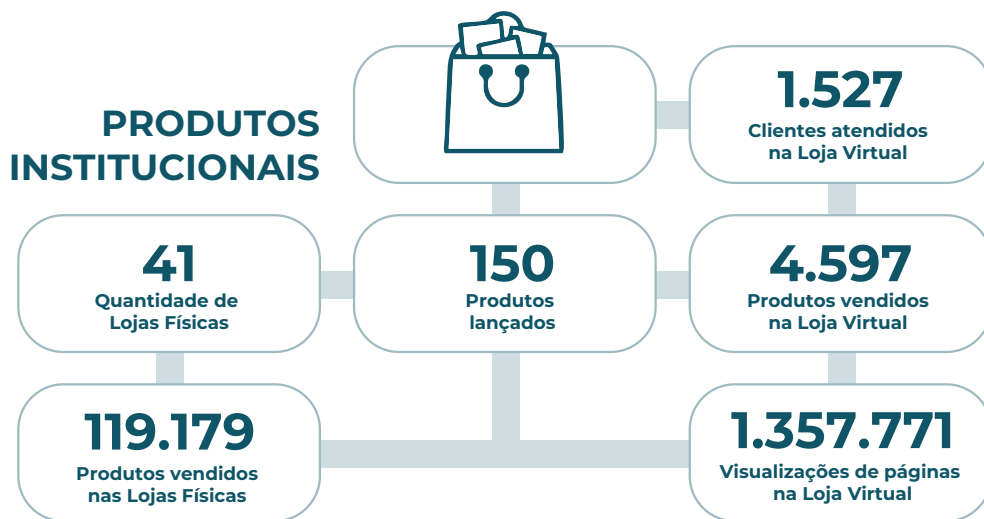 PRODUTOS
INSTITUCIONAIS
1.527
Clientes atendidos
na Loja Virtual
41
Quantidade de
Lojas Físicas
150
Produtos
lançados
4.597
Produtos vendidos
na Loja Virtual
119.179
Produtos vendidos
nas Lojas Físicas
1.357.771
Visualizações de páginas
na Loja Virtual